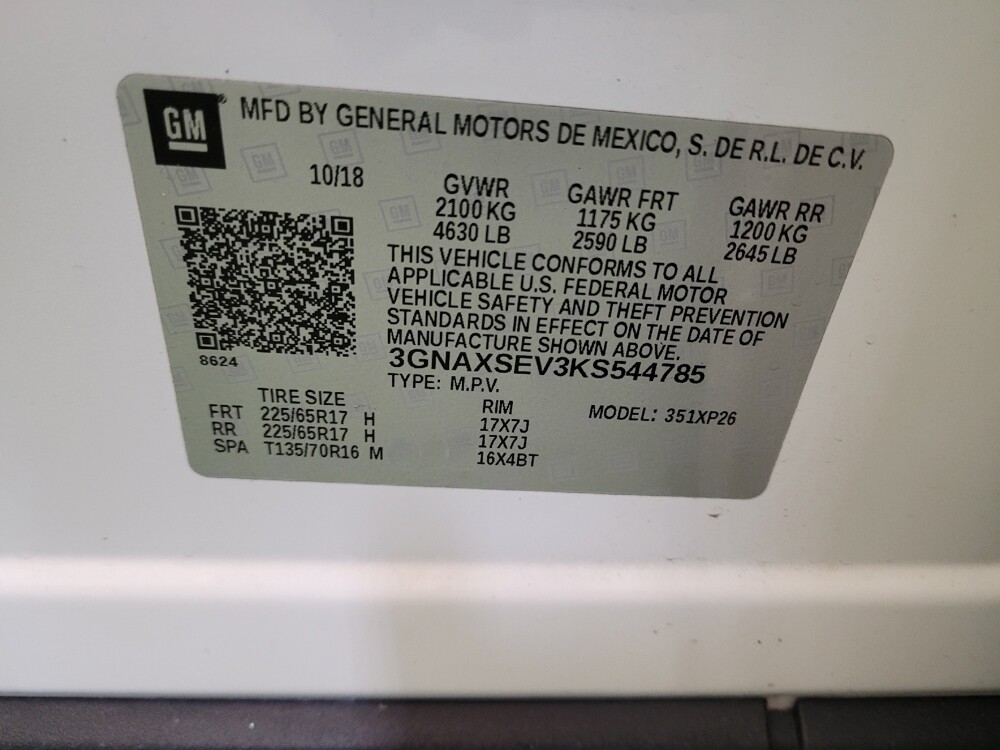 GM MFD BY GENERAL MOTORS DE MEXICO, S. DE R.L. DE C.V.
10/18
GVWR GAWR FRT GAWR RR
2100 KG 1175 KG 1200 KG
4630 LB 2590 LB 2645 LB
THIS VEHICLE CONFORMS TO ALL
APPLICABLE U.S. FEDERAL MOTOR
VEHICLE SAFETY AND THEFT PREVENTION
STANDARDS IN EFFECT ON THE DATE OF
MANUFACTURE SHOWN ABOVE.
8624
3GNAXSEV3KS544785
TYPE: M.P.V.
TIRE SIZE RIM MODEL: 351XP26
FRT 225/65R17 H 17X7J
RR 225/65R17 H 17X7J
SPA T135/70R16 M 16X4BT